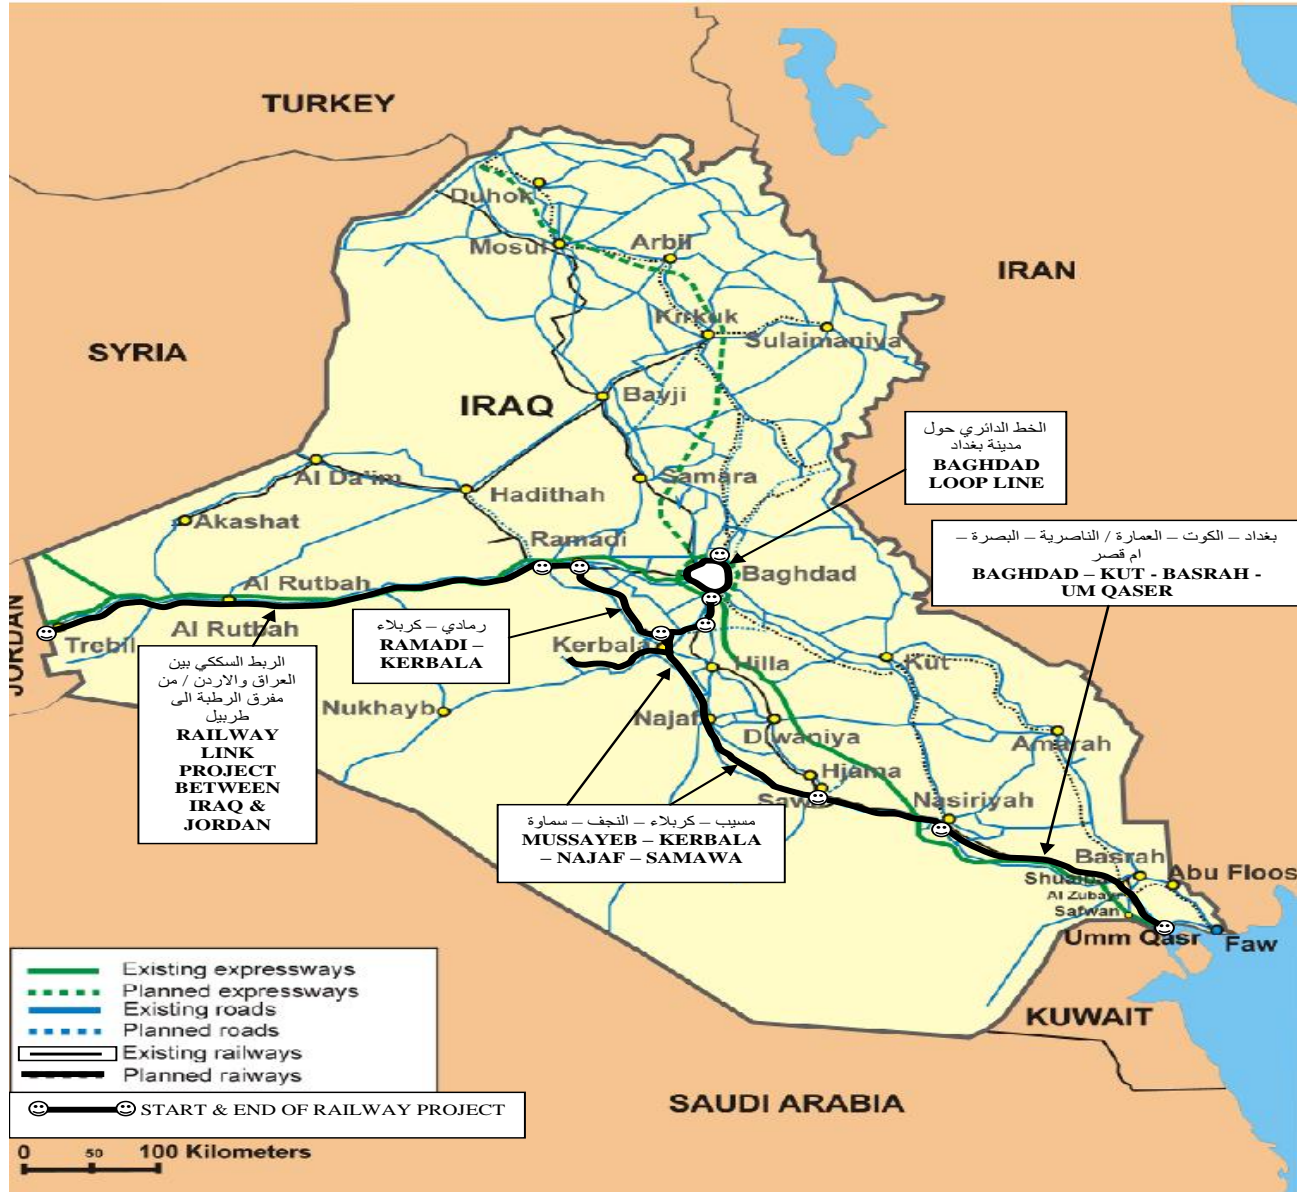 TURKEY
IRAN
SYRIA
IRAQ
JORDAN
KUWAIT
SAUDI ARABIA
Duhok
Mosul
Arbil
Kirkuk
Sulaimaniya
Bayji
Samara
Al Da'im
Hadithah
Akashat
Ramadi
Baghdad
Al Rutbah
Al Rutbah
Trebil
Kerbala
Hilla
Kut
Nukhayb
Najaf
Diwaniya
Amarah
Nasiriyah
Basrah
Abu Floos
Safwan
Umm Qasr
Faw
الخط الدائري حول
مدينة بغداد
BAGHDAD
LOOP LINE
بغداد – الكوت – العمارة / الناصرية – البصرة –
ام قصر
BAGHDAD – KUT - BASRAH -
UM QASER
رمادي – كربلاء
RAMADI –
KERBALA
الربط السككي بين
العراق والاردن / من
مفرق الرطبة الى
طربيل
RAILWAY
LINK
PROJECT
BETWEEN
IRAQ &
JORDAN
مسيب – كربلاء – النجف – سماوة
MUSSAYEB – KERBALA
– NAJAF – SAMAWA
Existing expressways
Planned expressways
Existing roads
Planned roads
Existing railways
Planned raiways
START & END OF RAILWAY PROJECT
0 50 100 Kilometers